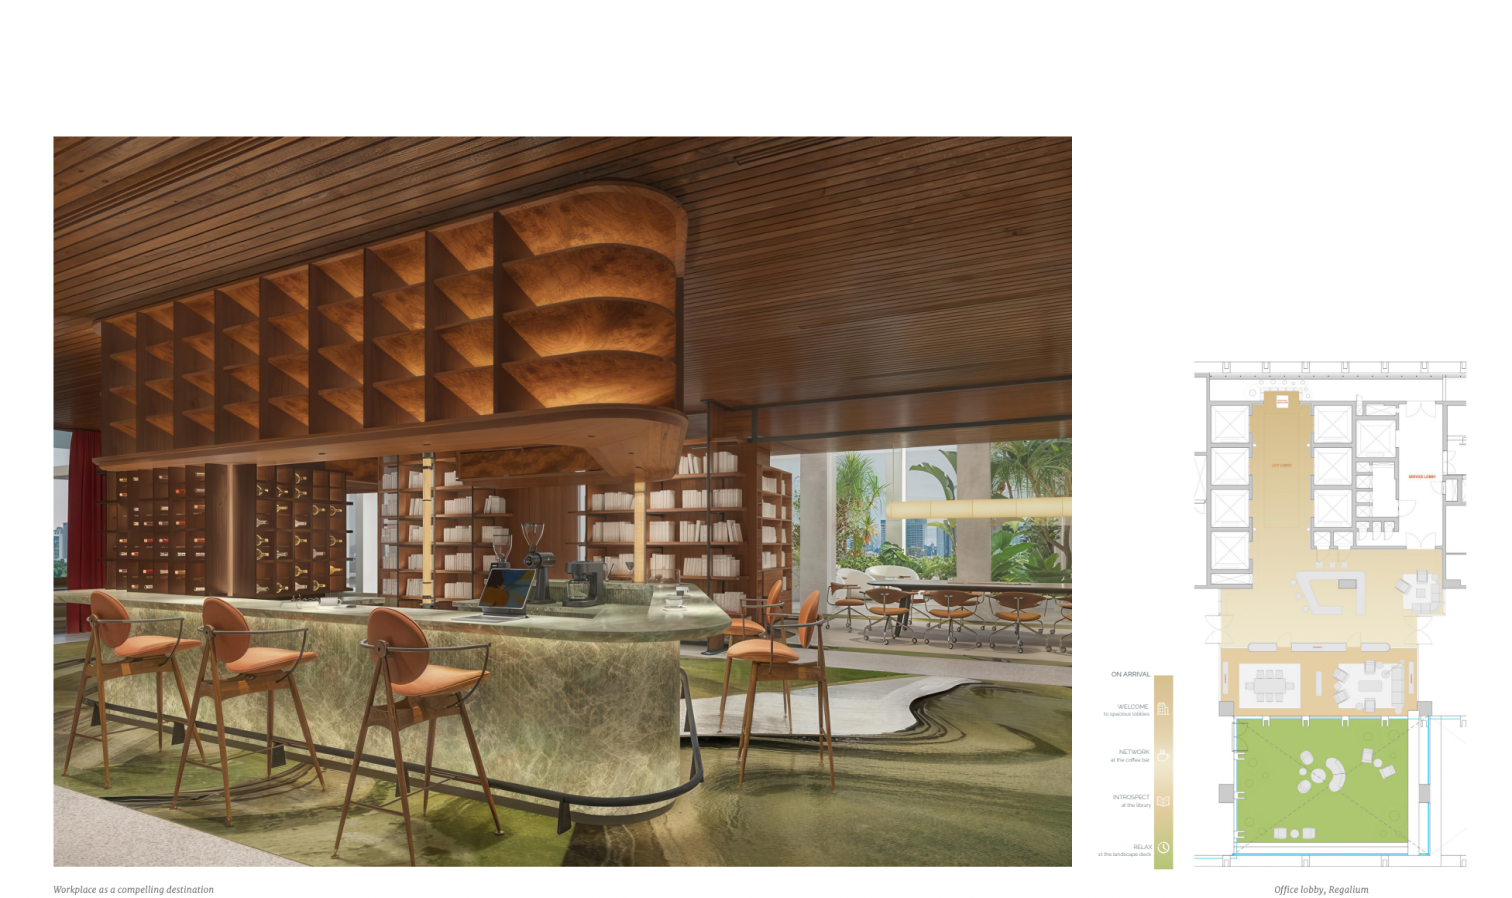 ON ARRIVAL
WELCOME
to spacious lobbies
NETWORK
at the coffee bar
INTROSPECT
at the library
RELAX
at the landscape deck
LIFT LOBBY
SERVICE LOBBY
Workplace as a compelling destination
Office lobby, Regalium